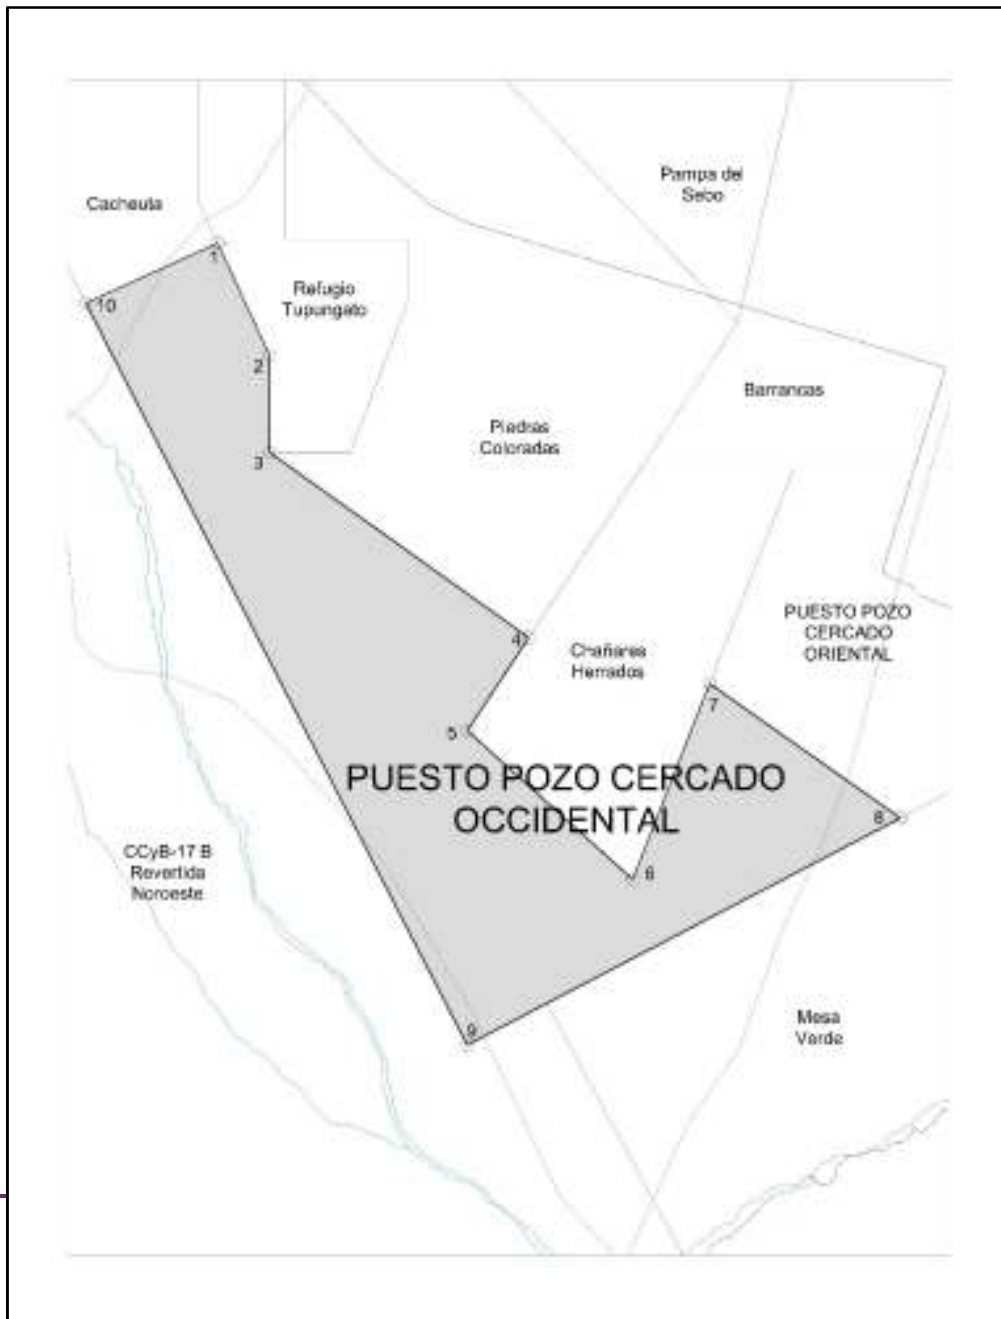 Pampa del
Sebo
Cacheuta
1
10
Refugio
Tupungato
2
Barrancas
Piedras
Coloradas
3
PUESTO POZO
CERCADO
ORIENTAL
4
Chañares
Herrados
7
5
PUESTO POZO CERCADO
OCCIDENTAL
8
6
CCyB-17 B
Revertida
Noroeste
9
Mesa
Verde